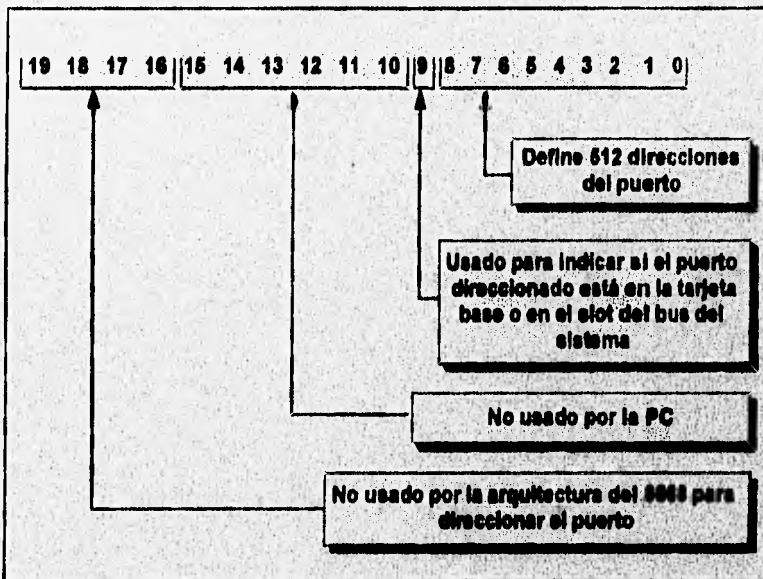 19 18 17 16 15 14 13 12 11 10 9 8 7 6 5 4 3 2 1 0
Define 512 direcciones
del puerto
Usado para indicar si el puerto
direccionado está en la tarjeta
base o en el slot del bus del
sistema
No usado por la PC
No usado por la arquitectura del para
direccionar el puerto